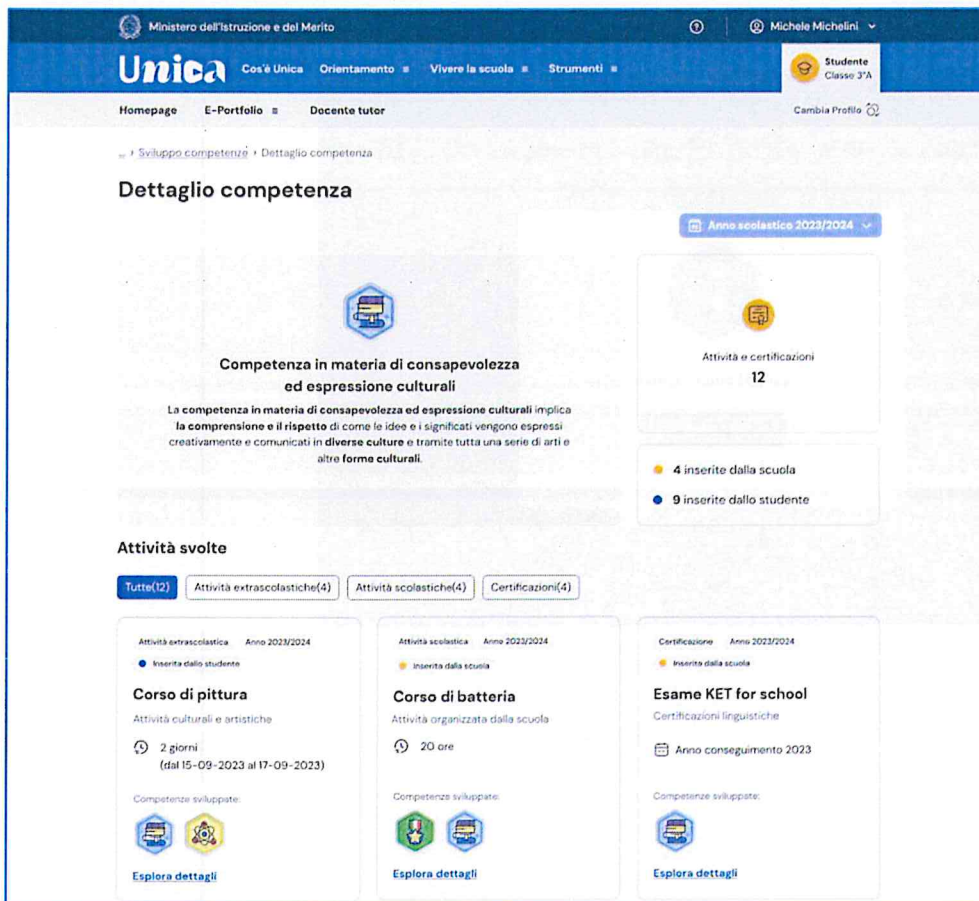 Ministero dell'Istruzione e del Merito
Michele Michelini
Unica
Cos'è Unica Orientamento Vivere la scuola Strumenti
Studente
Classe 3ªA
Homepage E-Portfolio Docente tutor
Cambia Profilo
... › Sviluppo competenze › Dettaglio competenza
Dettaglio competenza
Anno scolastico 2023/2024
Competenza in materia di consapevolezza
ed espressione culturali
La competenza in materia di consapevolezza ed espressione culturali implica
la comprensione e il rispetto di come le idee e i significati vengono espressi
creativamente e comunicati in diverse culture e tramite tutta una serie di arti e
altre forme culturali.
Attività e certificazioni
12
4 inserite dalla scuola
9 inserite dallo studente
Attività svolte
Tutte(12) Attività extrascolastiche(4) Attività scolastiche(4) Certificazioni(4)
Attività extrascolastica Anno 2023/2024
Inserita dallo studente
Corso di pittura
Attività culturali e artistiche
2 giorni
(dal 15-09-2023 al 17-09-2023)
Competenze sviluppate:
Esplora dettagli
Attività scolastica Anno 2023/2024
Inserita dalla scuola
Corso di batteria
Attività organizzata dalla scuola
20 ore
Competenze sviluppate:
Esplora dettagli
Certificazione Anno 2023/2024
Inserita dalla scuola
Esame KET for school
Certificazioni linguistiche
Anno conseguimento 2023
Competenze sviluppate:
Esplora dettagli